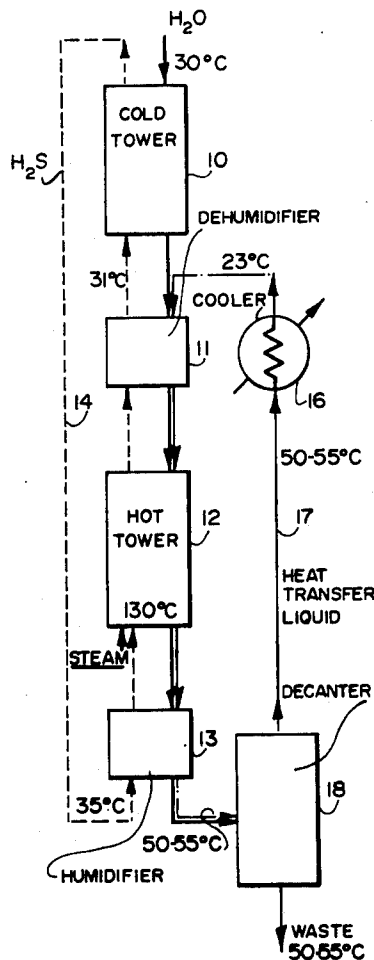 H₂O
30°C
COLD
TOWER
10
H₂S
DEHUMIDIFIER
31°C
23°C
COOLER
11
16
14
50-55°C
12
17
HOT
TOWER
HEAT
TRANSFER
LIQUID
130°C
STEAM
DECANTER
13
18
35°C
50-55°C
HUMIDIFIER
WASTE
50-55°C